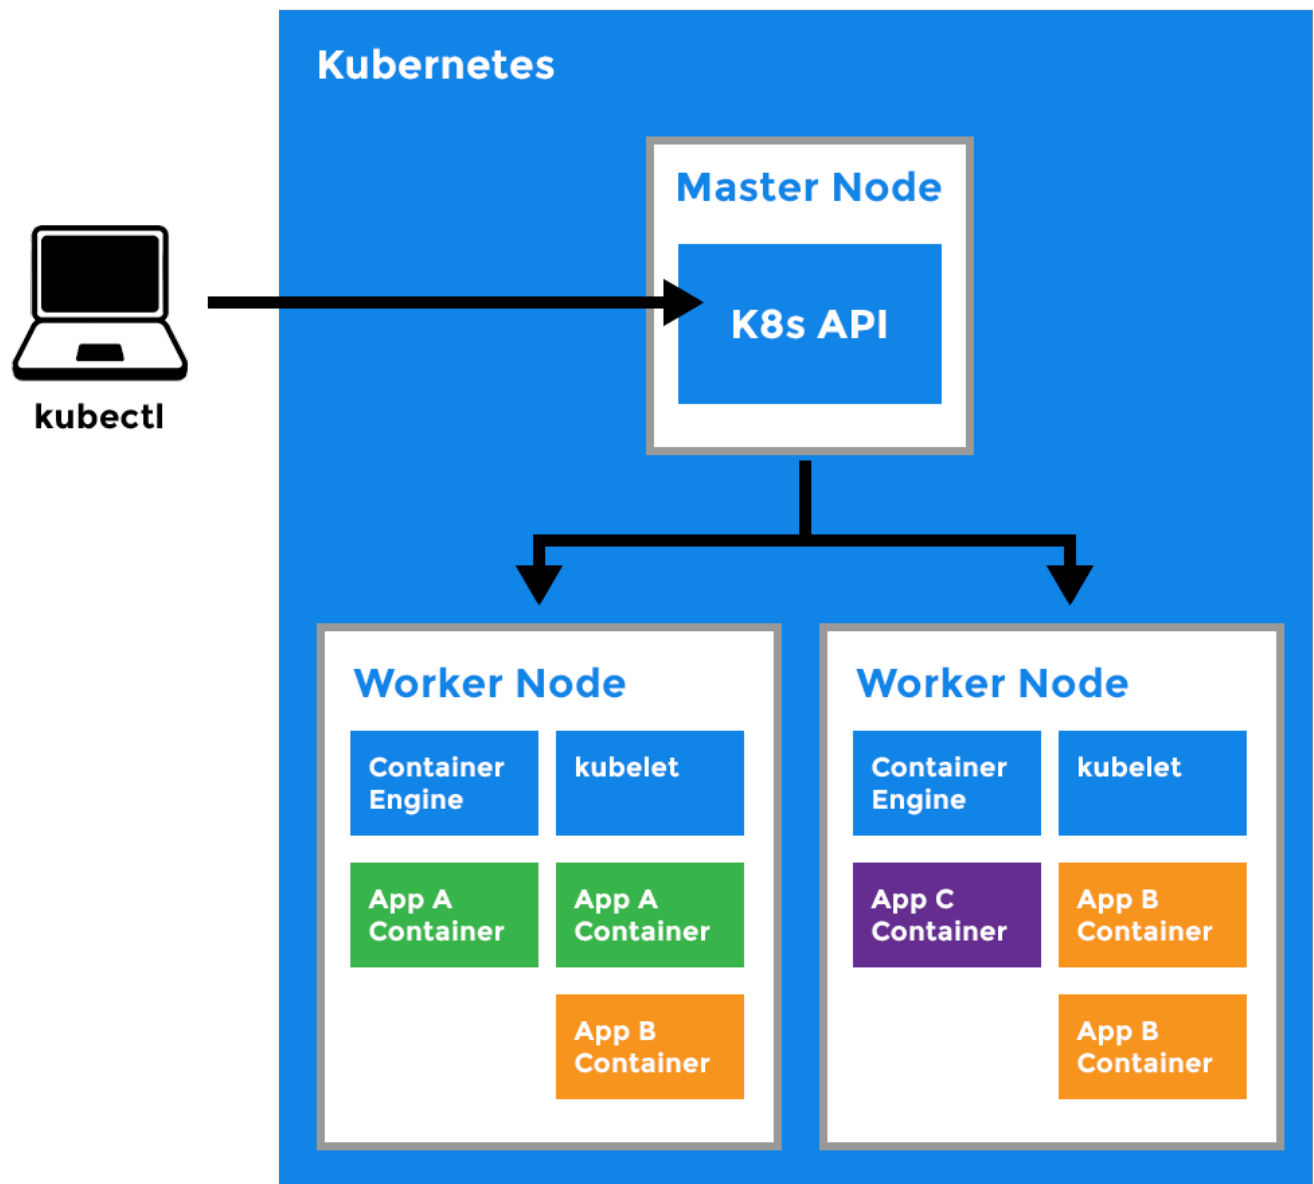 Kubernetes
Master Node
K8s API
kubectl
Worker Node
Container
Engine
kubelet
App A
Container
App A
Container
App B
Container
Worker Node
Container
Engine
kubelet
App C
Container
App B
Container
App B
Container